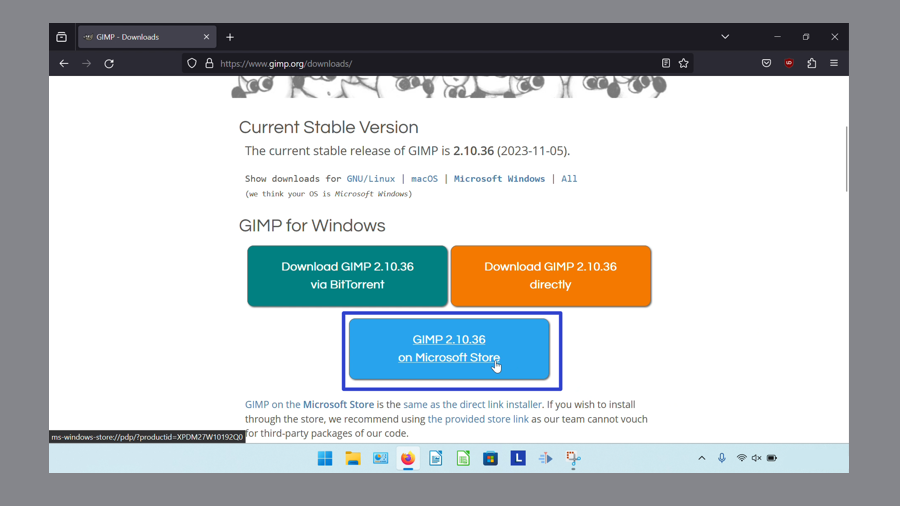 GIMP - Downloads
https://www.gimp.org/downloads/
Current Stable Version
The current stable release of GIMP is 2.10.36 (2023-11-05).
Show downloads for GNU/Linux | macOS | Microsoft Windows | All
(we think your OS is Microsoft Windows)
GIMP for Windows
Download GIMP 2.10.36
via BitTorrent
Download GIMP 2.10.36
directly
GIMP 2.10.36
on Microsoft Store
GIMP on the Microsoft Store is the same as the direct link installer. If you wish to install
through the store, we recommend using the provided store link as our team cannot vouch
for third-party packages of our code.
ms-windows-store://pdp/?productid=XPDM27W10192Q0
L